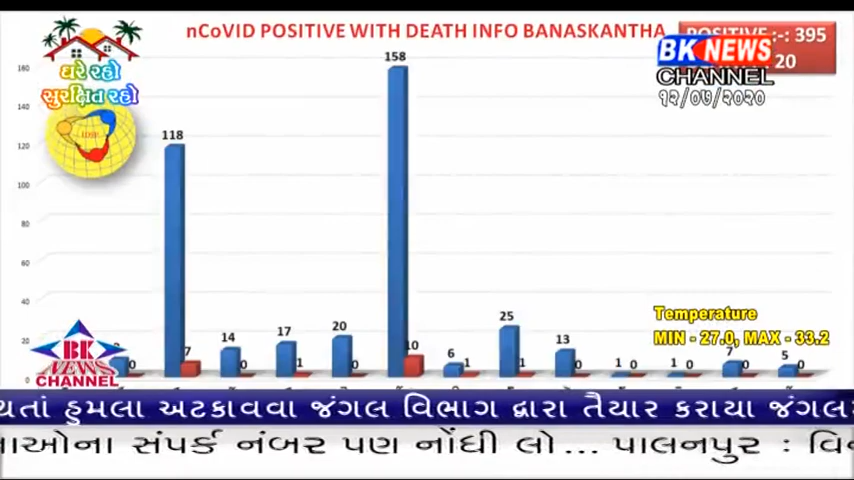 nCoVID POSITIVE WITH DEATH INFO BANASKANTHA
POSITIVE :-: 395
20
BK NEWS
CHANNEL
૧૨/૦૫/૨૦૨૦
ઘરે રહો
સુરક્ષિત રહો
IDSP
160
140
120
100
80
60
40
20
0
0
118
7
14
0
17
1
20
0
158
10
6
1
25
1
13
0
1
0
1
0
7
0
5
0
Temperature
MIN - 27.0, MAX - 33.2
BK
NEWS
CHANNEL
થતાં હુમલા અટકાવવા જંગલ વિભાગ દ્વારા તૈયાર કરાયા જંગલ
સંપર્ક નંબર પણ નોંધી લો... પાલનપુર :